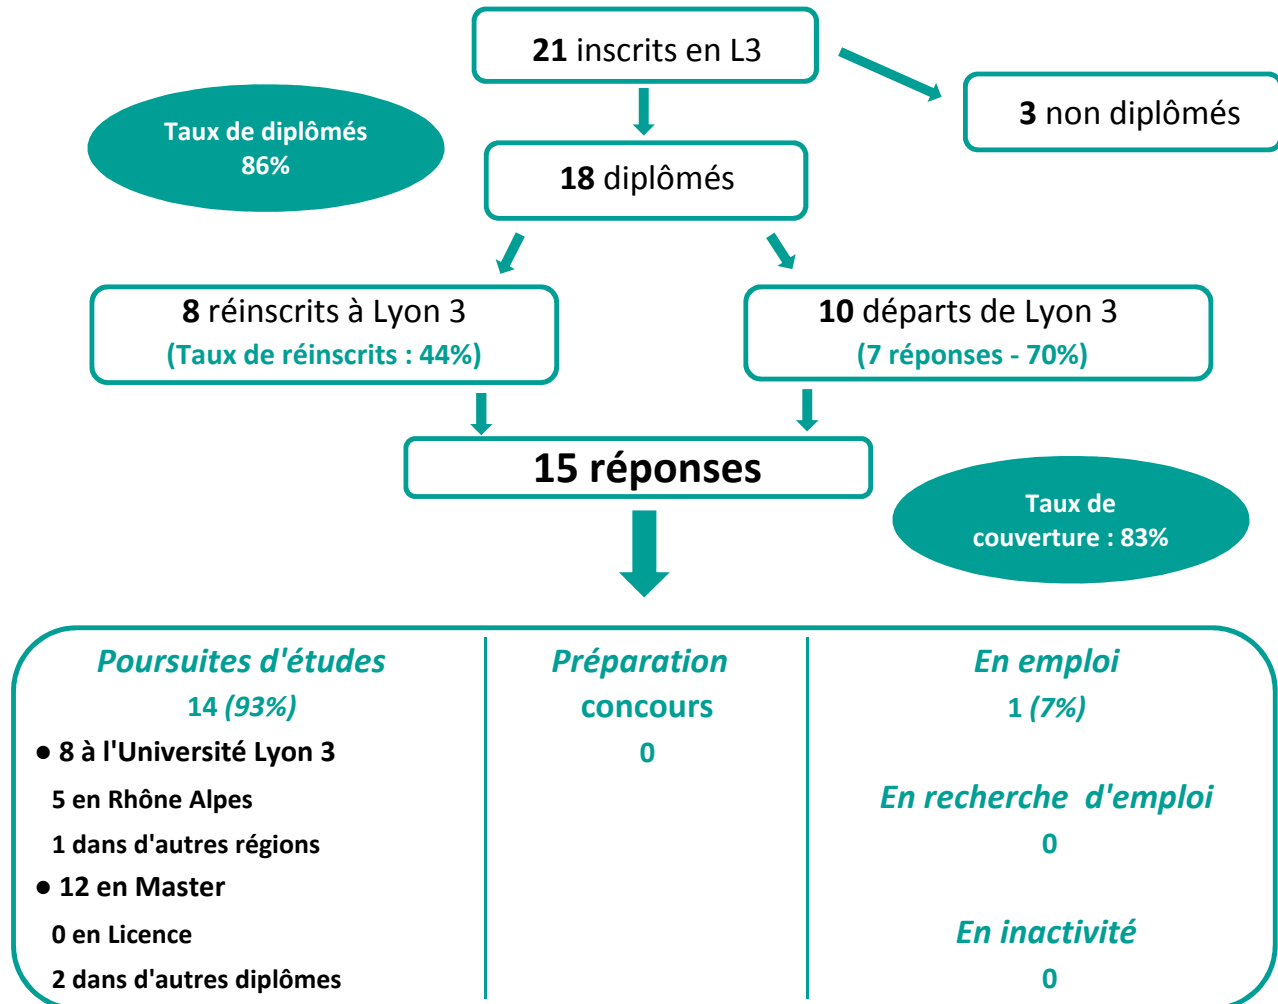 21 inscrits en L3
3 non diplômés
Taux de diplômés
86%
18 diplômés
8 réinscrits à Lyon 3
(Taux de réinscrits : 44%)
10 départs de Lyon 3
(7 réponses - 70%)
15 réponses
Taux de
couverture : 83%
Poursuites d'études
14 (93%)
● 8 à l'Université Lyon 3
5 en Rhône Alpes
1 dans d'autres régions
● 12 en Master
0 en Licence
2 dans d'autres diplômes
Préparation
concours
0
En emploi
1 (7%)
En recherche d'emploi
0
En inactivité
0